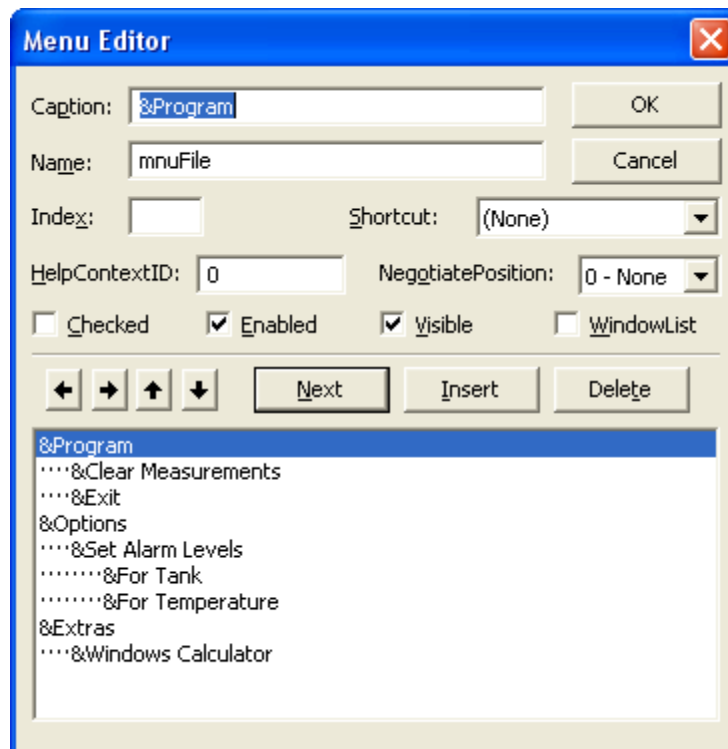 Menu Editor
Caption: &Program OK
Name: mnuFile Cancel
Index: Shortcut: (None)
HelpContextID: 0 NegotiatePosition: 0 - None
Checked Enabled Visible WindowList
Next Insert Delete
&Program
····&Clear Measurements
····&Exit
&Options
····&Set Alarm Levels
········&For Tank
········&For Temperature
&Extras
····&Windows Calculator